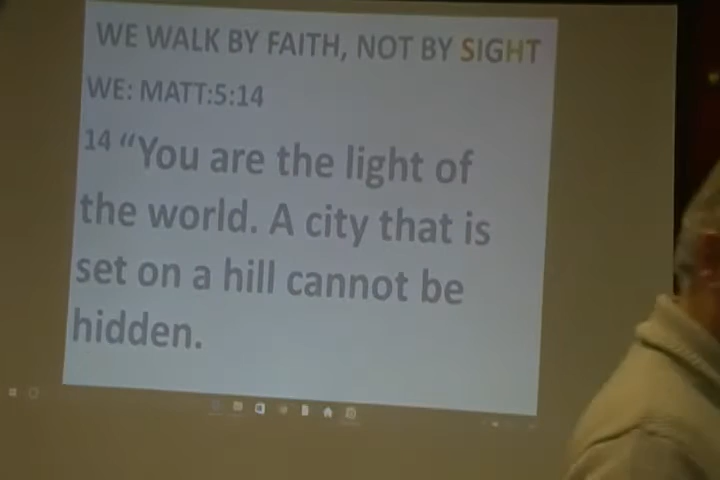 WE WALK BY FAITH, NOT BY SIGHT
WE: MATT:5:14
14 “You are the light of
the world. A city that is
set on a hill cannot be
hidden.